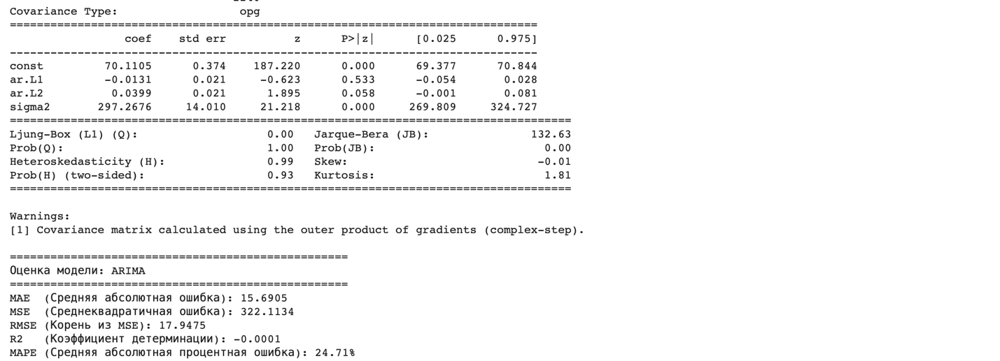 Covariance Type: opg
==============================================================================
coef std err z P>|z| [0.025 0.975]
------------------------------------------------------------------------------
const 70.1105 0.374 187.220 0.000 69.377 70.844
ar.L1 -0.0131 0.021 -0.623 0.533 -0.054 0.028
ar.L2 0.0399 0.021 1.895 0.058 -0.001 0.081
sigma2 297.2676 14.010 21.218 0.000 269.809 324.727
===================================================================================
Ljung-Box (L1) (Q): 0.00 Jarque-Bera (JB): 132.63
Prob(Q): 1.00 Prob(JB): 0.00
Heteroskedasticity (H): 0.99 Skew: -0.01
Prob(H) (two-sided): 0.93 Kurtosis: 1.81
===================================================================================
Warnings:
[1] Covariance matrix calculated using the outer product of gradients (complex-step).
==================================================
Оценка модели: ARIMA
==================================================
MAE (Средняя абсолютная ошибка): 15.6905
MSE (Среднеквадратичная ошибка): 322.1134
RMSE (Корень из MSE): 17.9475
R2 (Коэффициент детерминации): -0.0001
MAPE (Средняя абсолютная процентная ошибка): 24.71%